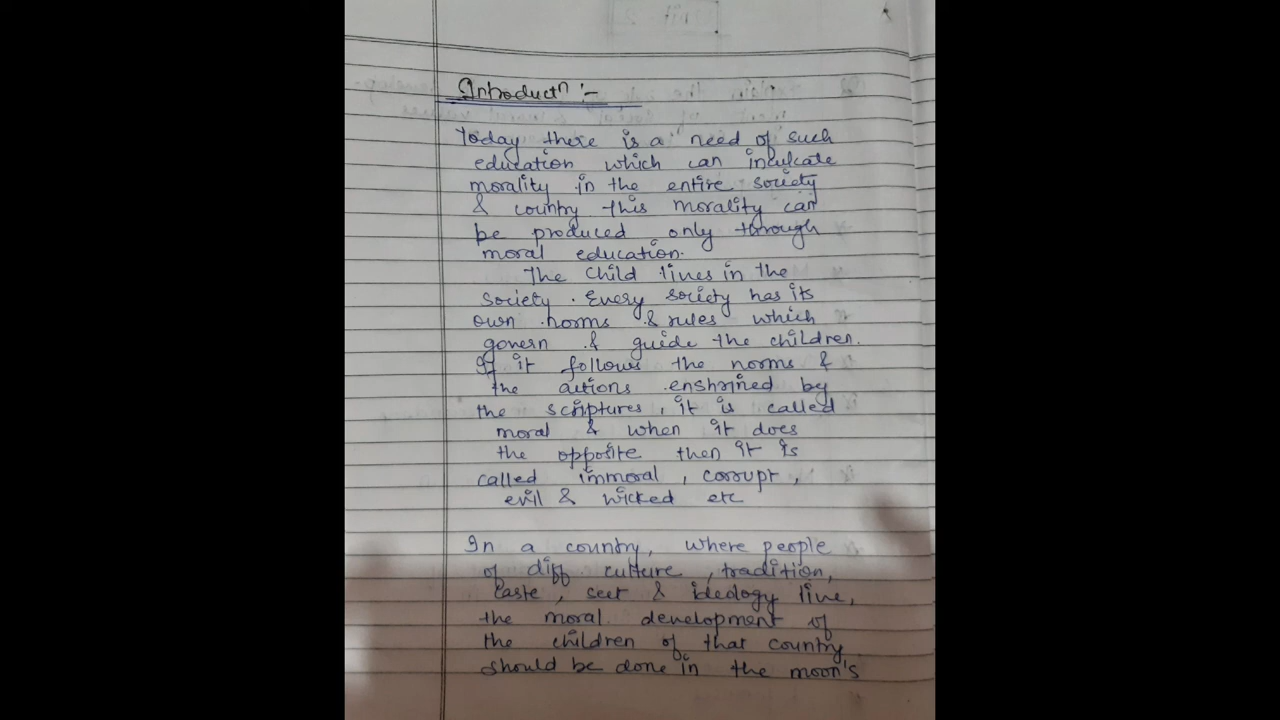 Introductn :-
Today there is a need of such
education which can inculcate
morality in the entire society
& country this morality can
be produced only through
moral education.
The child lives in the
society. Every society has its
own norms & rules which
govern & guide the children.
If it follows the norms &
the actions enshrined by
the scriptures, it is called
moral & when it does
the opposite then it is
called immoral, corrupt,
evil & wicked etc
In a country, where people
of diff culture, tradition,
caste, sect & ideology live,
the moral development of
the children of that country
should be done in the moon's